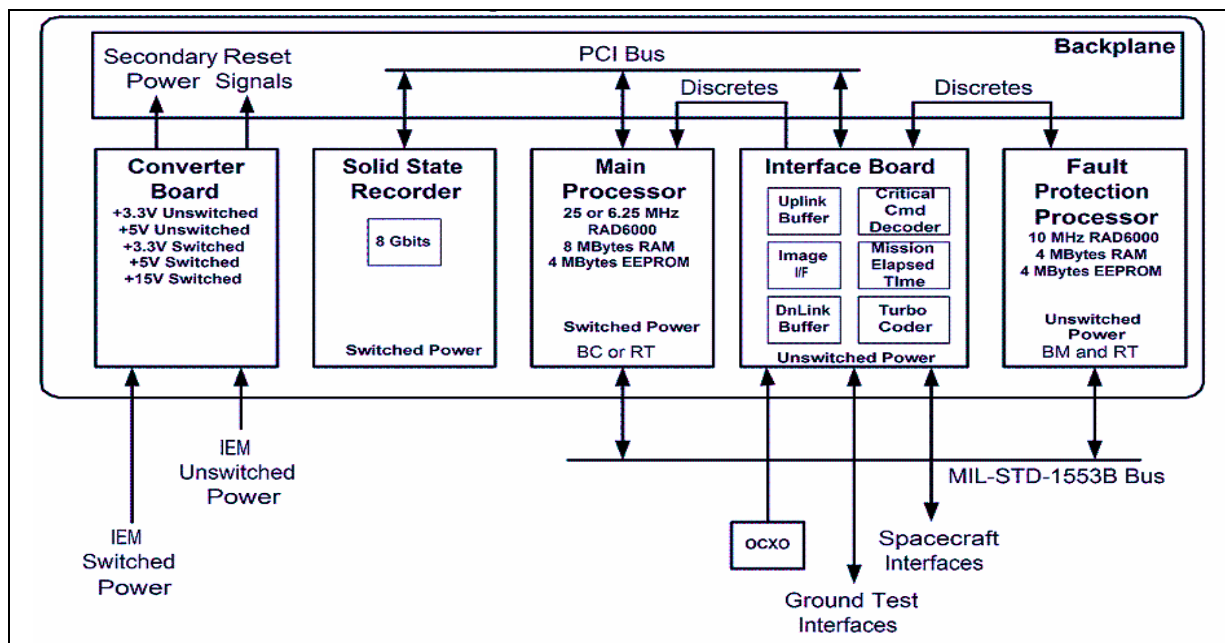 Backplane
Secondary Reset
Power Signals
PCI Bus
Discretes
Discretes
Converter
Board
+3.3V Unswitched
+5V Unswitched
+3.3V Switched
+5V Switched
+15V Switched
Solid State
Recorder
8 Gbits
Switched Power
Main
Processor
25 or 6.25 MHz
RAD6000
8 MBytes RAM
4 MBytes EEPROM
Switched Power
BC or RT
Interface Board
Uplink
Buffer
Critical
Cmd
Decoder
Image
I/F
Mission
Elapsed
TIme
DnLink
Buffer
Turbo
Coder
Unswitched Power
Fault
Protection
Processor
10 MHz RAD6000
4 MBytes RAM
4 MBytes EEPROM
Unswitched
Power
BM and RT
IEM
Unswitched
Power
IEM
Switched
Power
MIL-STD-1553B Bus
OCXO
Spacecraft
Interfaces
Ground Test
Interfaces